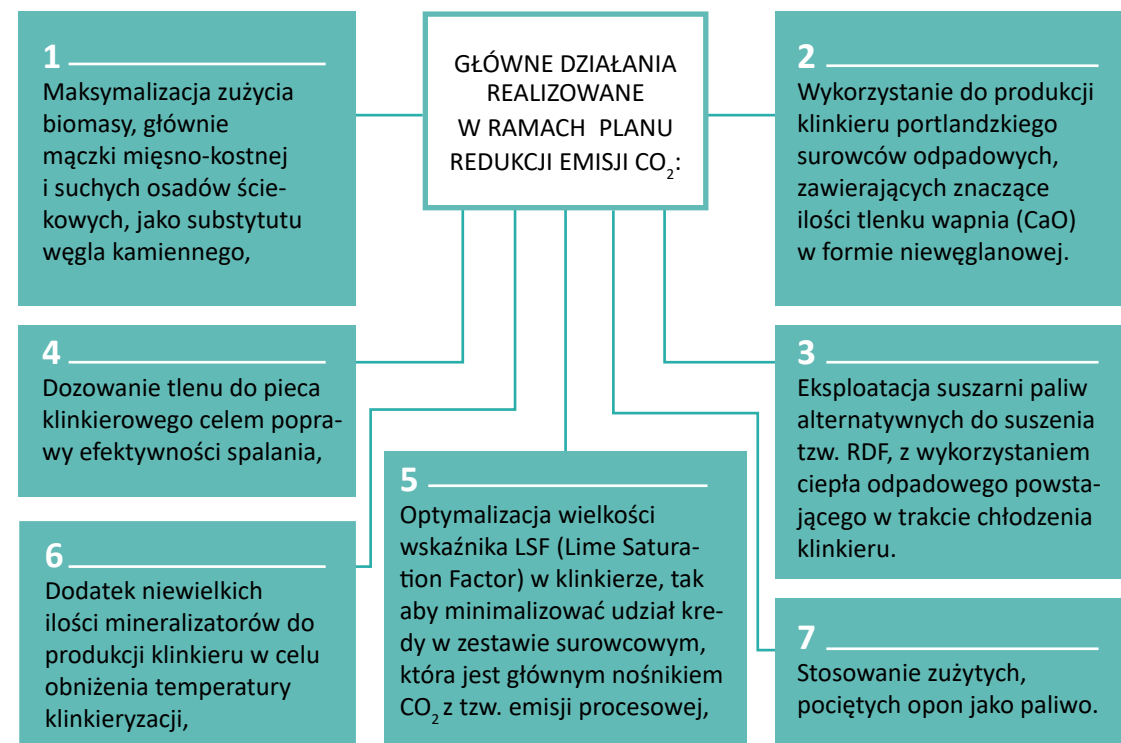 GŁÓWNE DZIAŁANIA
REALIZOWANE
W RAMACH PLANU
REDUKCJI EMISJI CO₂:
1
Maksymalizacja zużycia
biomasy, głównie
mączki mięsno-kostnej
i suchych osadów ście-
kowych, jako substytutu
węgla kamiennego,
2
Wykorzystanie do produkcji
klinkieru portlandzkiego
surowców odpadowych,
zawierających znaczące
ilości tlenku wapnia (CaO)
w formie niewęglanowej.
3
Eksploatacja suszarni paliw
alternatywnych do suszenia
tzw. RDF, z wykorzystaniem
ciepła odpadowego powsta-
jącego w trakcie chłodzenia
klinkieru.
4
Dozowanie tlenu do pieca
klinkierowego celem popra-
wy efektywności spalania,
5
Optymalizacja wielkości
wskaźnika LSF (Lime Satura-
tion Factor) w klinkierze, tak
aby minimalizować udział kre-
dy w zestawie surowcowym,
która jest głównym nośnikiem
CO₂ z tzw. emisji procesowej,
6
Dodatek niewielkich
ilości mineralizatorów do
produkcji klinkieru w celu
obniżenia temperatury
klinkieryzacji,
7
Stosowanie zużytych,
pociętych opon jako paliwo.